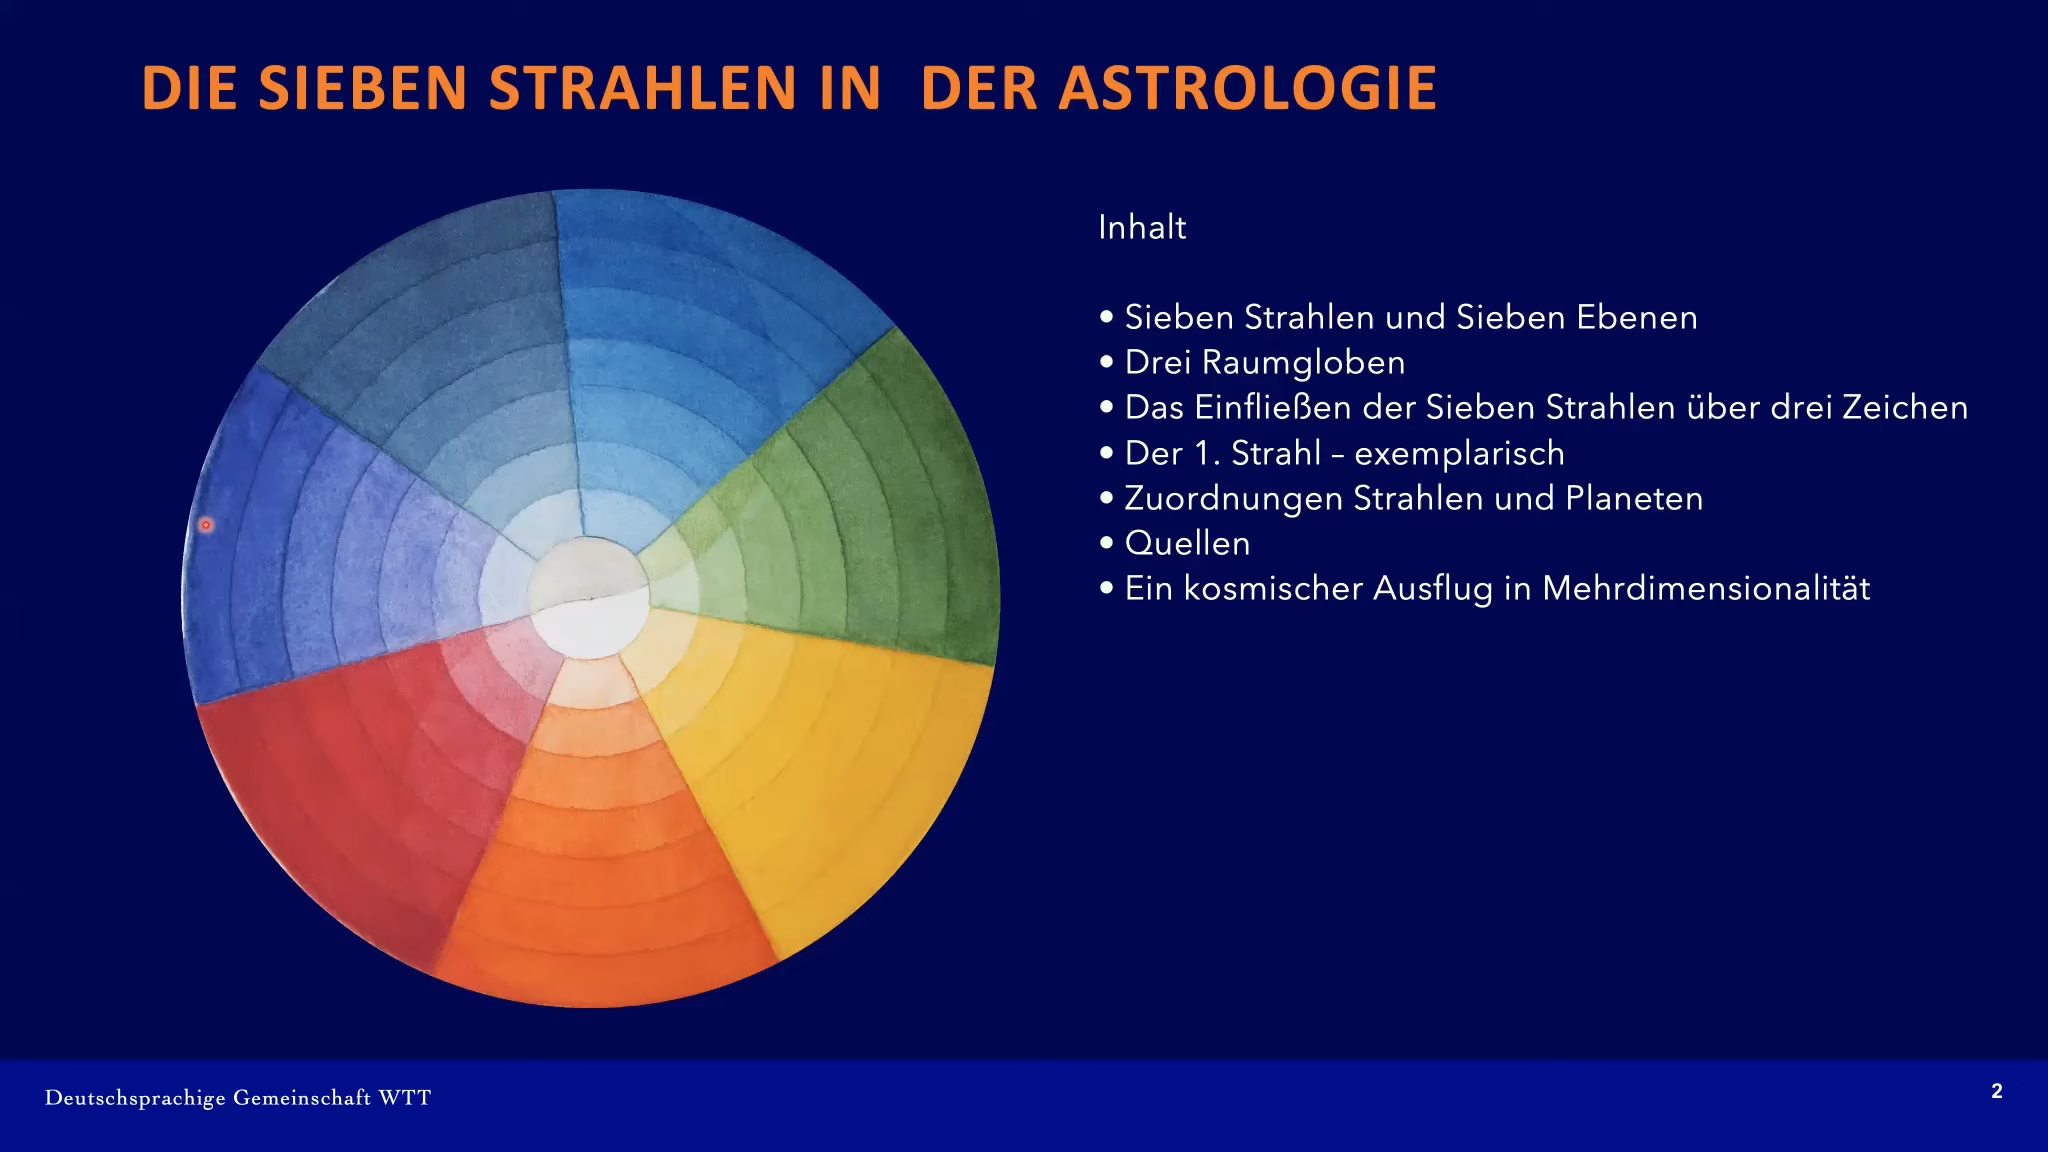 DIE SIEBEN STRAHLEN IN  DER ASTROLOGIE
Inhalt
• Sieben Strahlen und Sieben Ebenen
• Drei Raumgloben
• Das Einfließen der Sieben Strahlen über drei Zeichen
• Der 1. Strahl – exemplarisch
• Zuordnungen Strahlen und Planeten
• Quellen
• Ein kosmischer Ausflug in Mehrdimensionalität
Deutschsprachige Gemeinschaft WTT
2